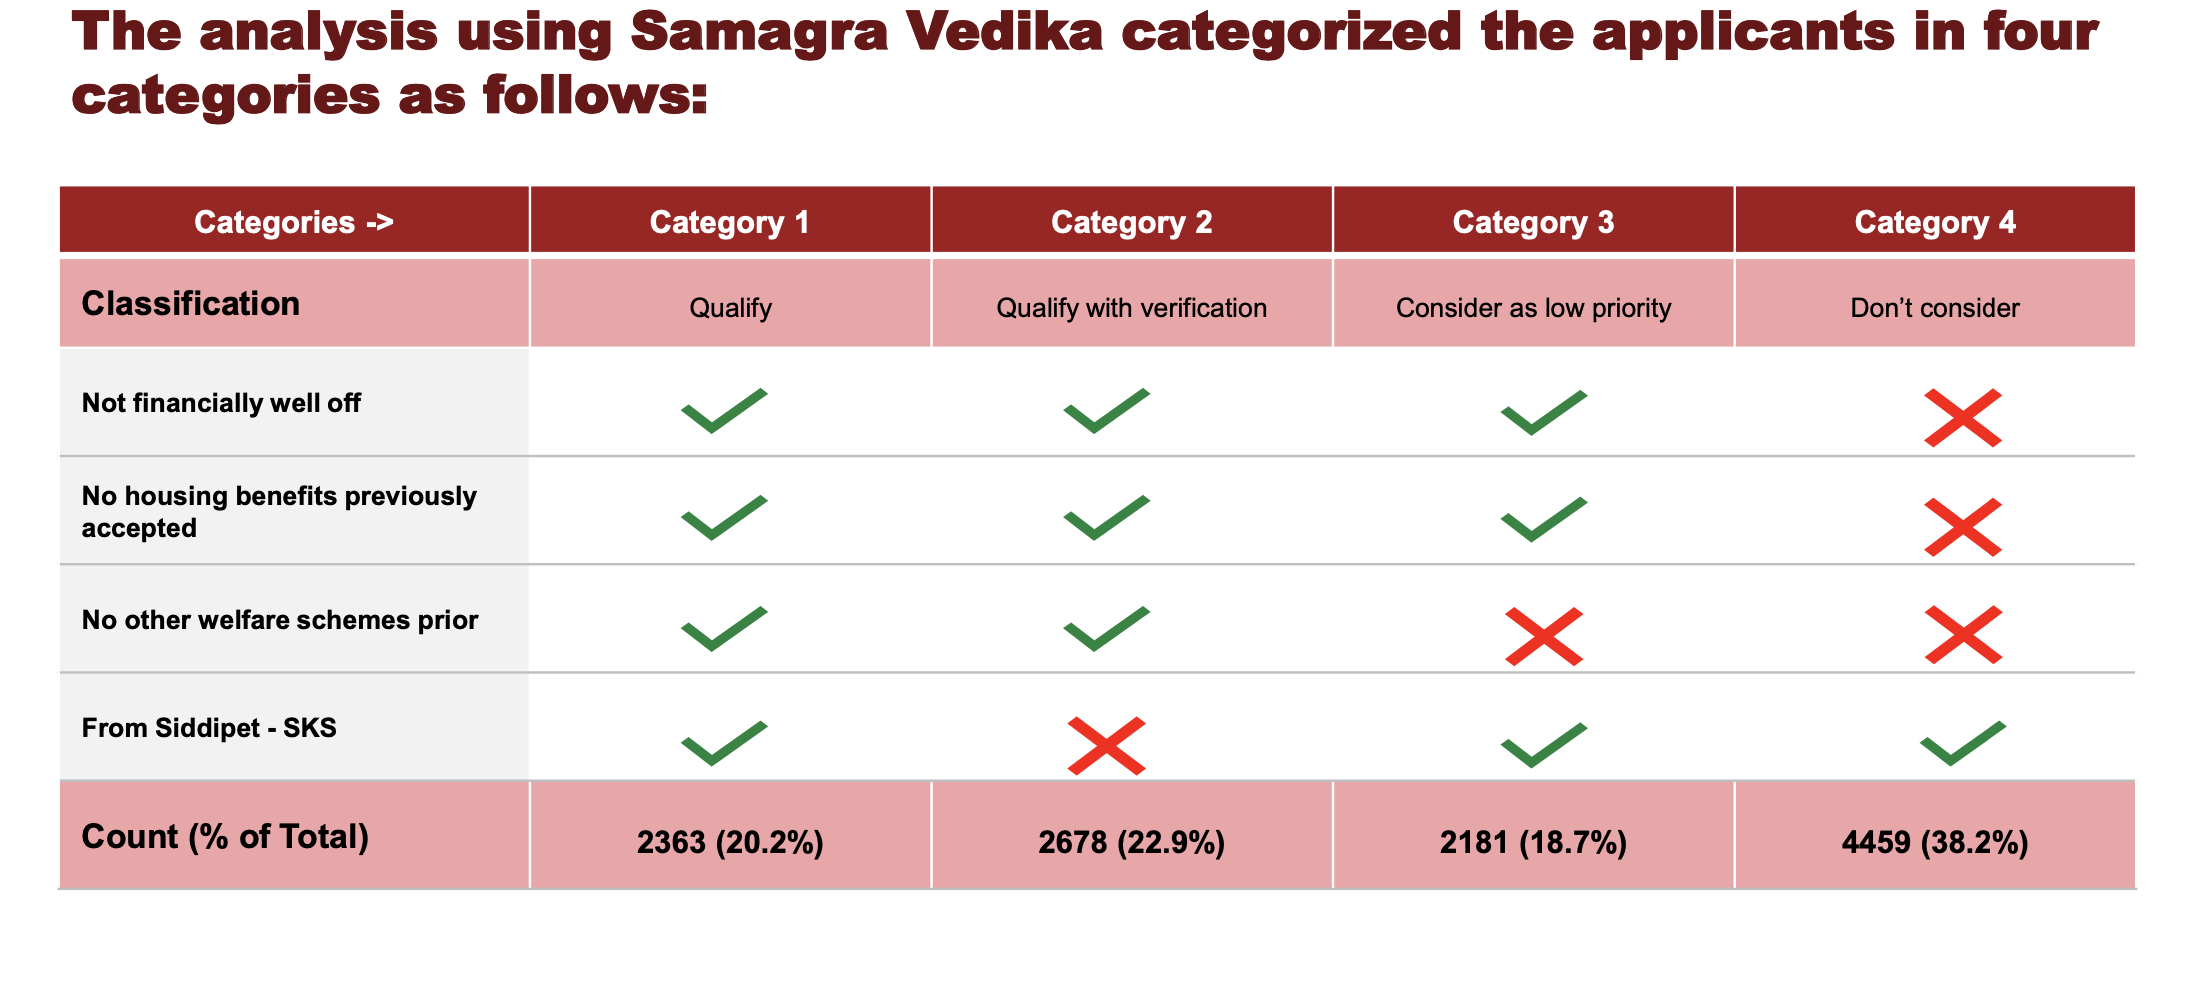 The analysis using Samagra Vedika categorized the applicants in four
categories as follows:
Categories -> Category 1 Category 2 Category 3 Category 4
Classification Qualify Qualify with verification Consider as low priority Don’t consider
Not financially well off
No housing benefits previously
accepted
No other welfare schemes prior
From Siddipet - SKS
Count (% of Total) 2363 (20.2%) 2678 (22.9%) 2181 (18.7%) 4459 (38.2%)